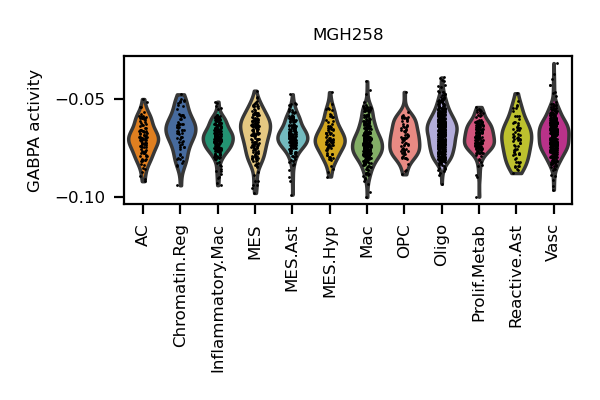 MGH258
GABPA activity
−0.05
−0.10
AC
Chromatin.Reg
Inflammatory.Mac
MES
MES.Ast
MES.Hyp
Mac
OPC
Oligo
Prolif.Metab
Reactive.Ast
Vasc